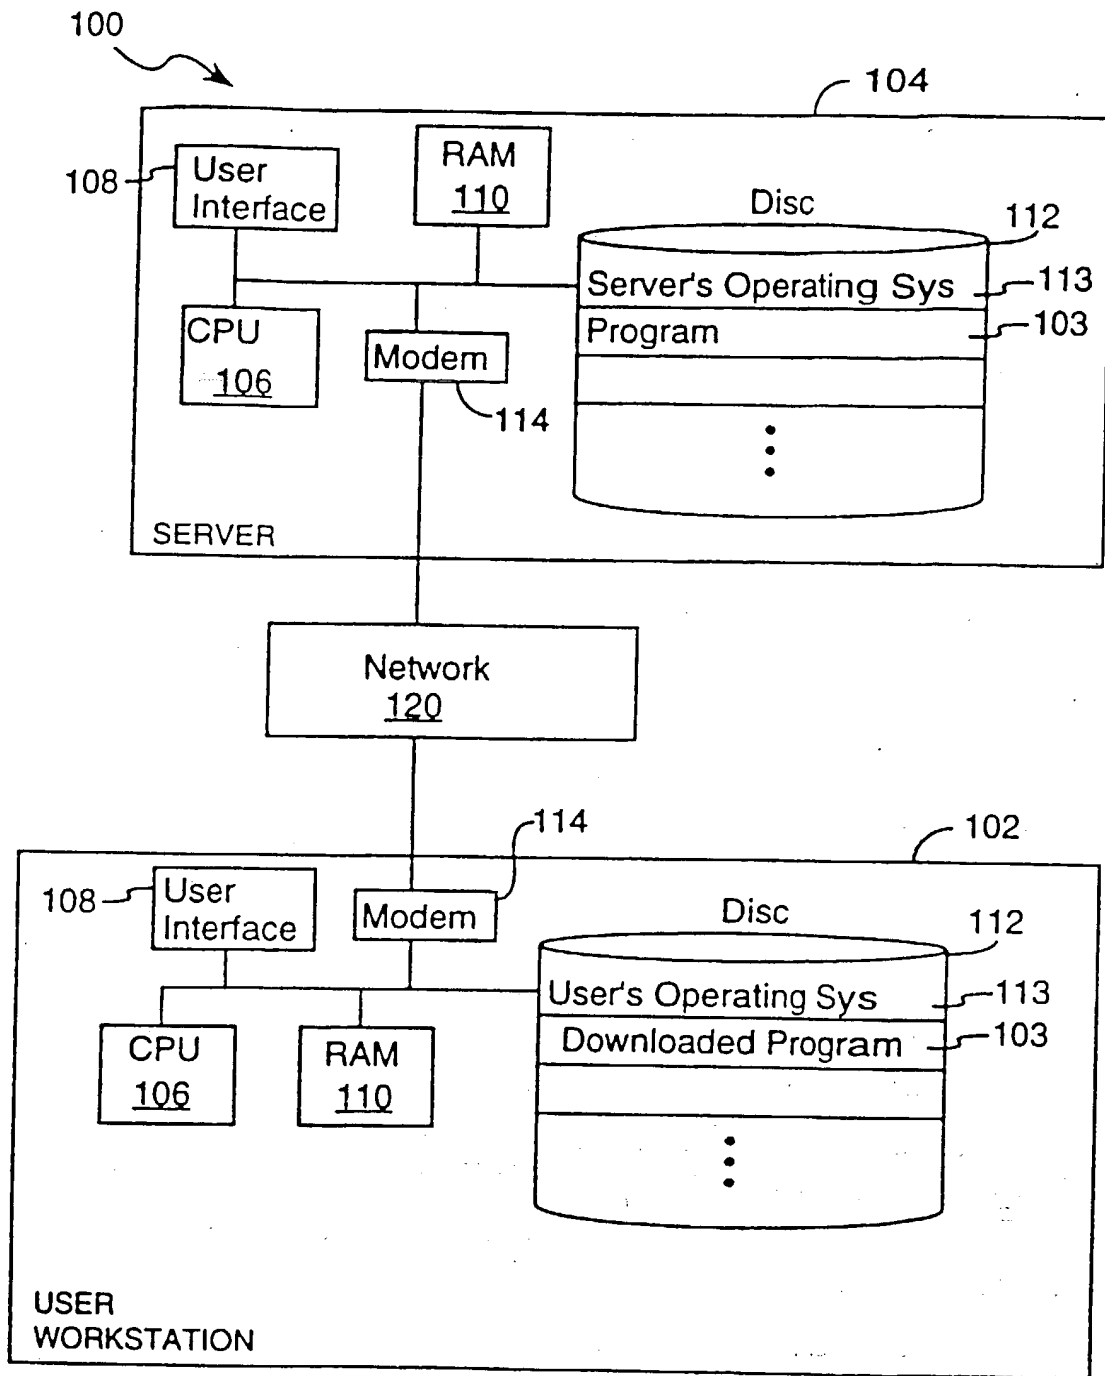 100
104
108
User
Interface
RAM
110
Disc
112
Server's Operating Sys
113
CPU
106
Modem
114
Program
103
SERVER
Network
120
114
102
108
User
Interface
Modem
Disc
112
User's Operating Sys
113
CPU
106
RAM
110
Downloaded Program
103
USER
WORKSTATION